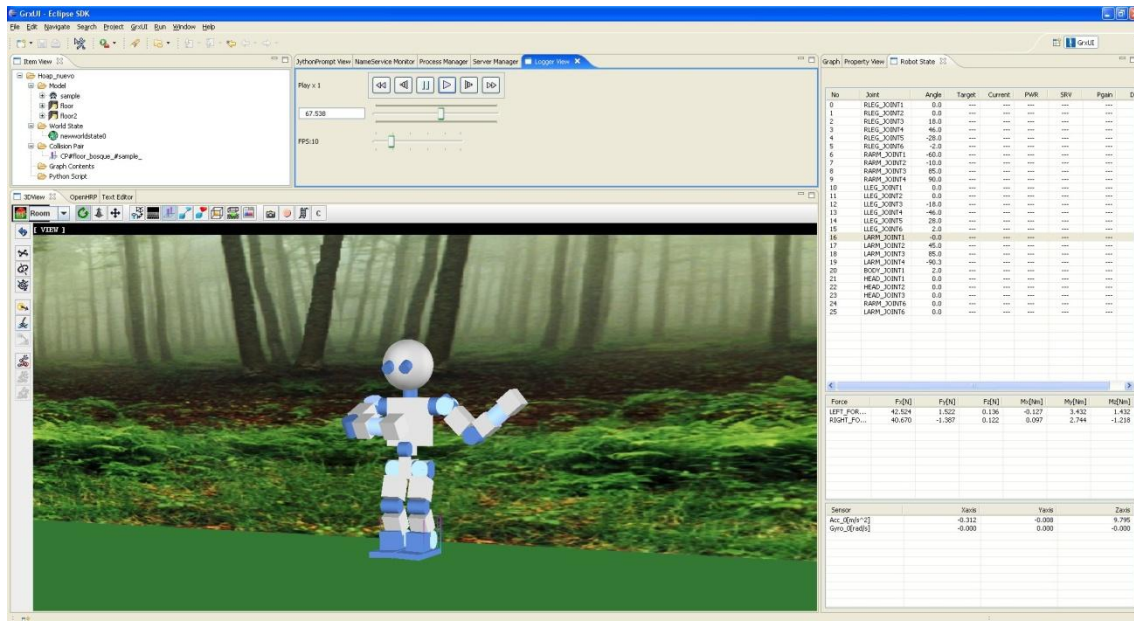 GrxUI - Eclipse SDK
File Edit Navigate Search Project GrxUI Run Window Help
GrxUI
Item View
Hoap_nuevo
Model
sample
floor
floor2
World State
newworldstate0
Collision Pair
CP#floor_bosque_#sample_
Graph Contents
Python Script
JythonPrompt View NameService Monitor Process Manager Server Manager Logger View
Play x 1
67.538
FPS:10
3DView OpenHRP Text Editor
Room
C
[ VIEW ]
Graph Property View Robot State
No Joint Angle Target Current PWR SRV Pgain D
0 RLEG_JOINT1 0.0 --- --- --- --- ---
1 RLEG_JOINT2 0.0 --- --- --- --- ---
2 RLEG_JOINT3 18.0 --- --- --- --- ---
3 RLEG_JOINT4 46.0 --- --- --- --- ---
4 RLEG_JOINT5 -28.0 --- --- --- --- ---
5 RLEG_JOINT6 -2.0 --- --- --- --- ---
6 RARM_JOINT1 -60.0 --- --- --- --- ---
7 RARM_JOINT2 -10.0 --- --- --- --- ---
8 RARM_JOINT3 85.0 --- --- --- --- ---
9 RARM_JOINT4 90.0 --- --- --- --- ---
10 LLEG_JOINT1 0.0 --- --- --- --- ---
11 LLEG_JOINT2 0.0 --- --- --- --- ---
12 LLEG_JOINT3 -18.0 --- --- --- --- ---
13 LLEG_JOINT4 -46.0 --- --- --- --- ---
14 LLEG_JOINT5 28.0 --- --- --- --- ---
15 LLEG_JOINT6 2.0 --- --- --- --- ---
16 LARM_JOINT1 -0.0 --- --- --- --- ---
17 LARM_JOINT2 45.0 --- --- --- --- ---
18 LARM_JOINT3 85.0 --- --- --- --- ---
19 LARM_JOINT4 -90.3 --- --- --- --- ---
20 BODY_JOINT1 2.0 --- --- --- --- ---
21 HEAD_JOINT1 0.0 --- --- --- --- ---
22 HEAD_JOINT2 0.0 --- --- --- --- ---
23 HEAD_JOINT3 0.0 --- --- --- --- ---
24 RARM_JOINT6 0.0 --- --- --- --- ---
25 LARM_JOINT6 0.0 --- --- --- --- ---
Force Fx[N] Fy[N] Fz[N] Mx[Nm] My[Nm] Mz[Nm]
LEFT_FOR... 42.524 1.522 0.136 -0.127 3.432 1.432
RIGHT_FO... 40.670 -1.387 0.122 0.097 2.744 -1.218
Sensor Xaxis Yaxis Zaxis
Acc_0[m/s^2] -0.312 -0.008 9.795
Gyro_0[rad/s] -0.000 0.000 -0.000